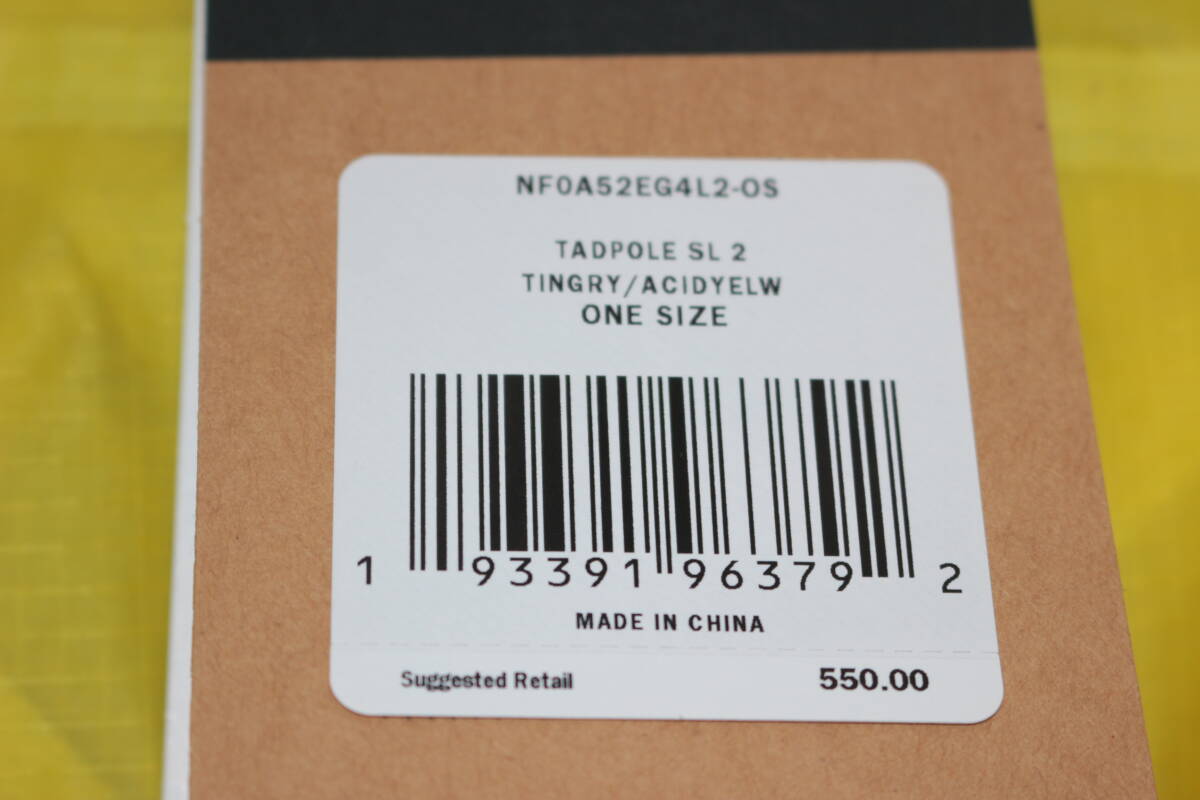 NF0A52EG4L2-OS
TADPOLE SL 2
TINGRY/ACIDYELW
ONE SIZE
1 93391 96379 2
MADE IN CHINA
Suggested Retail 550.00